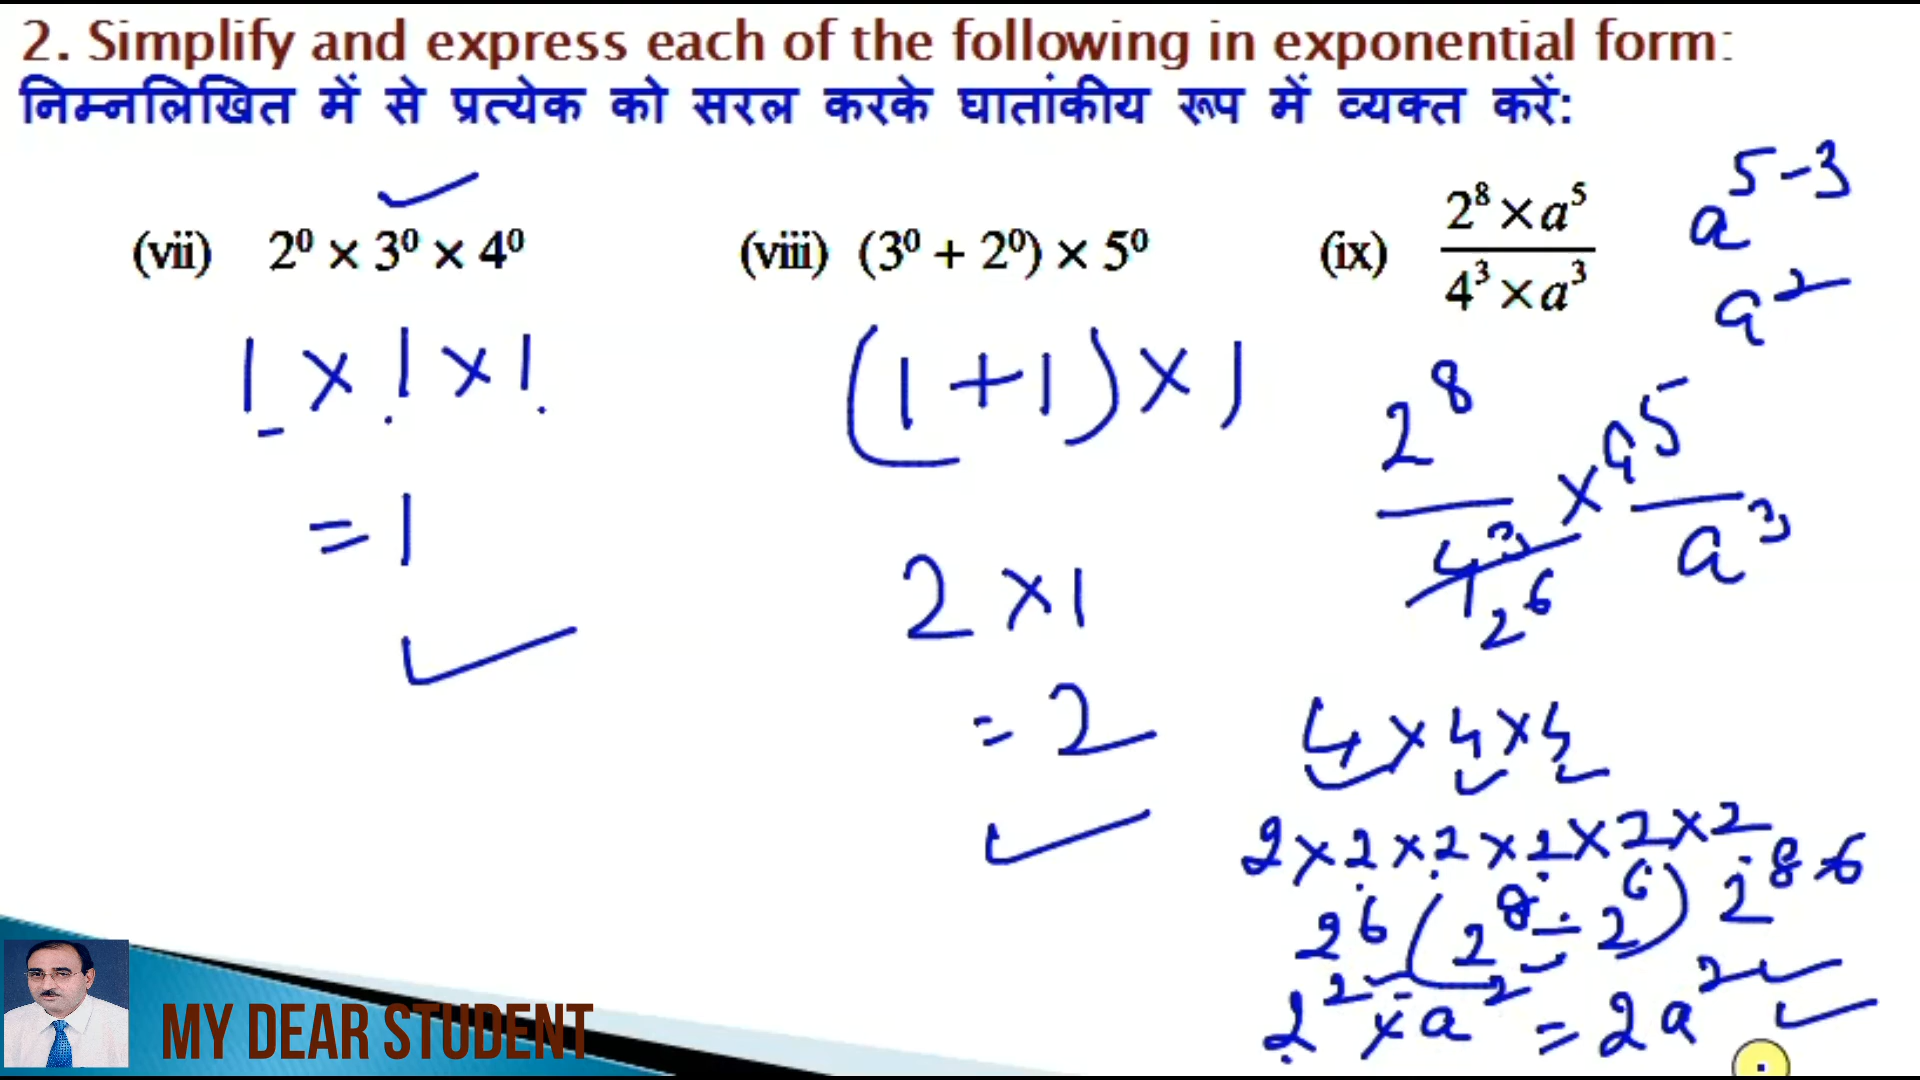 2. Simplify and express each of the following in exponential form:
निम्नलिखित में से प्रत्येक को सरल करके घातांकीय रूप में व्यक्त करें:
(vii) 2⁰ × 3⁰ × 4⁰
1 × 1 × 1
= 1
(viii) (3⁰ + 2⁰) × 5⁰
(1 + 1) × 1
2 × 1
= 2
(ix) 2⁸ × a⁵ / 4³ × a³
a⁵⁻³
a²
2⁸ / 4³ × a⁵ / a³
2⁶
4 × 4 × 4
2 × 2 × 2 × 2 × 2 × 2
2⁶ (2⁸ ÷ 2⁶) 2⁸⁻⁶
2² × a² = 2a²
MY DEAR STUDENT